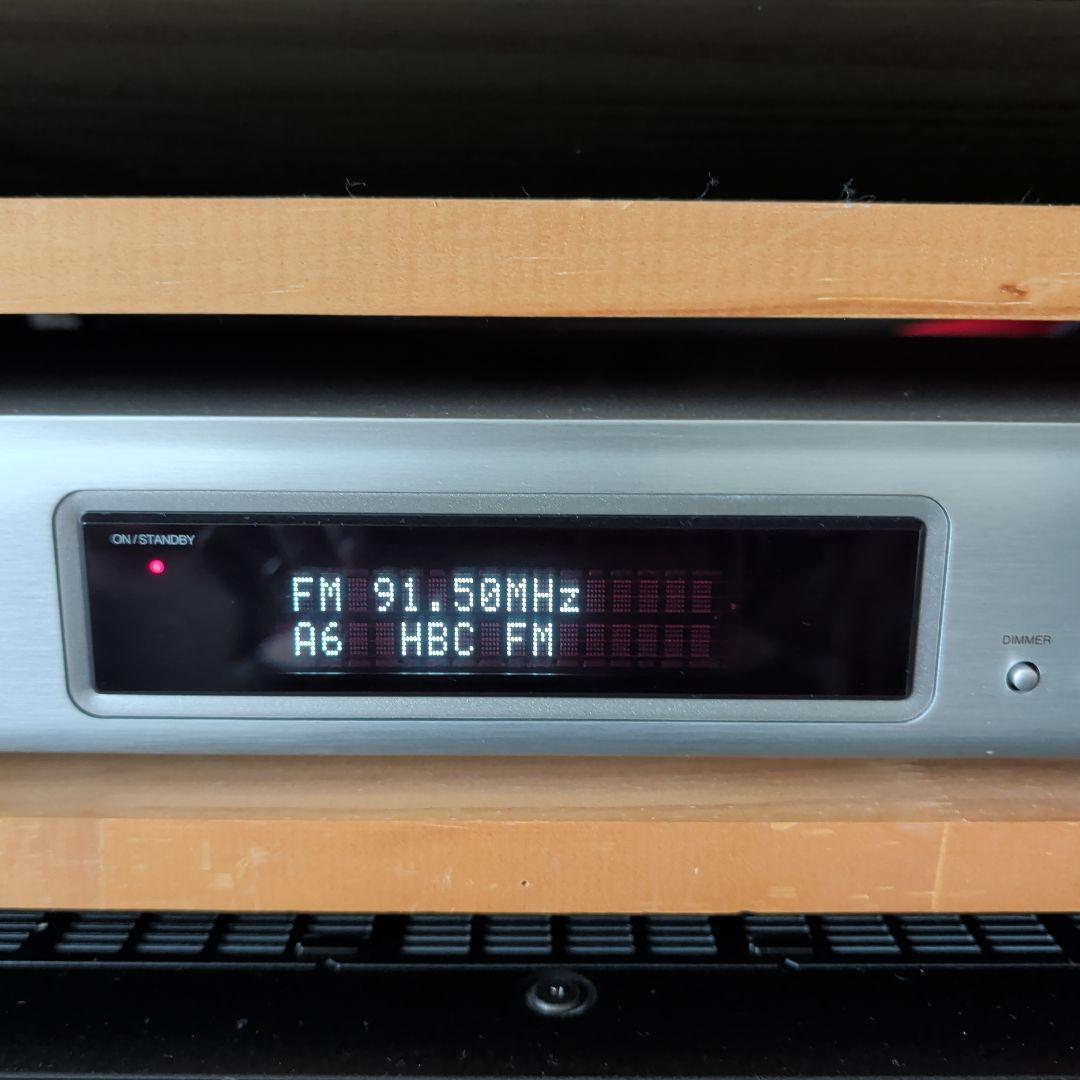 ON/STANDBY
FM 91.50MHz
A6 HBC FM
DIMMER